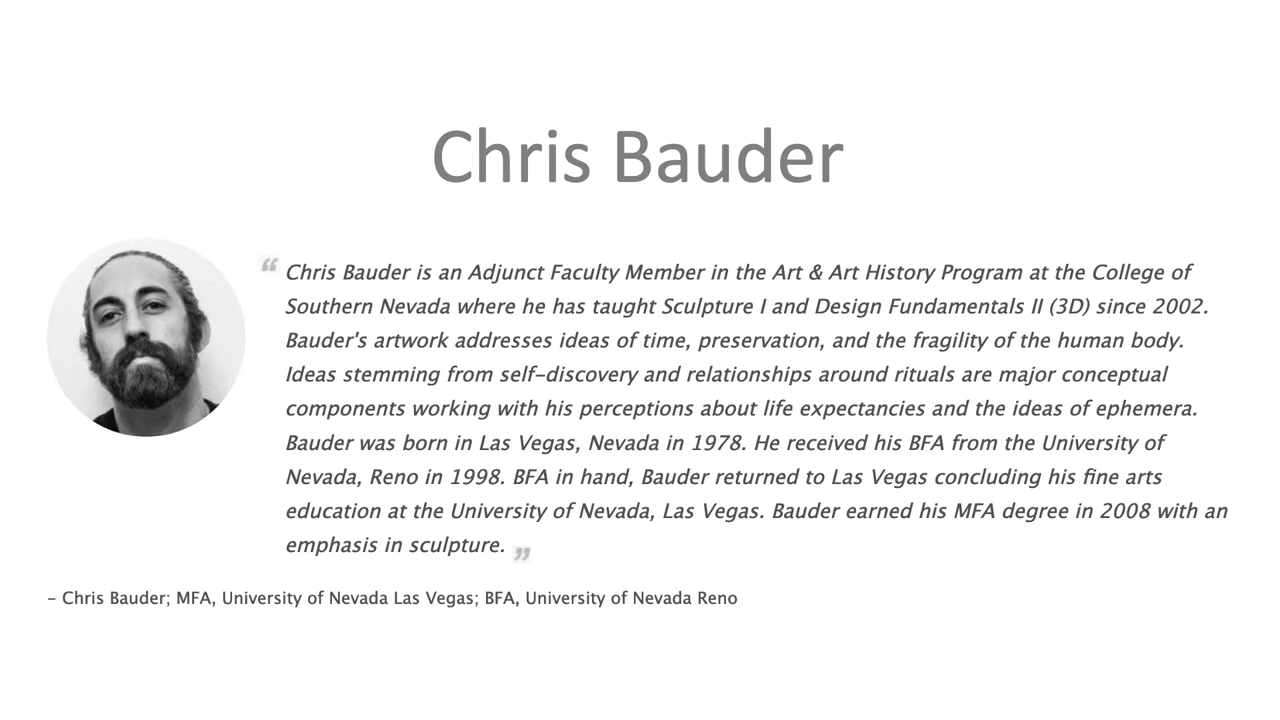 Chris Bauder
“ Chris Bauder is an Adjunct Faculty Member in the Art & Art History Program at the College of
Southern Nevada where he has taught Sculpture I and Design Fundamentals II (3D) since 2002.
Bauder's artwork addresses ideas of time, preservation, and the fragility of the human body.
Ideas stemming from self–discovery and relationships around rituals are major conceptual
components working with his perceptions about life expectancies and the ideas of ephemera.
Bauder was born in Las Vegas, Nevada in 1978. He received his BFA from the University of
Nevada, Reno in 1998. BFA in hand, Bauder returned to Las Vegas concluding his fine arts
education at the University of Nevada, Las Vegas. Bauder earned his MFA degree in 2008 with an
emphasis in sculpture. ”
– Chris Bauder; MFA, University of Nevada Las Vegas; BFA, University of Nevada Reno